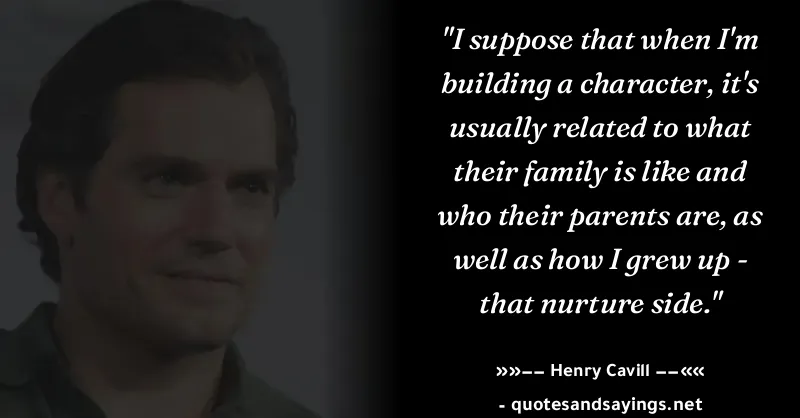 "I suppose that when I'm
building a character, it's
usually related to what
their family is like and
who their parents are, as
well as how I grew up -
that nurture side."
»»−− Henry Cavill −−««
- quotesandsayings.net